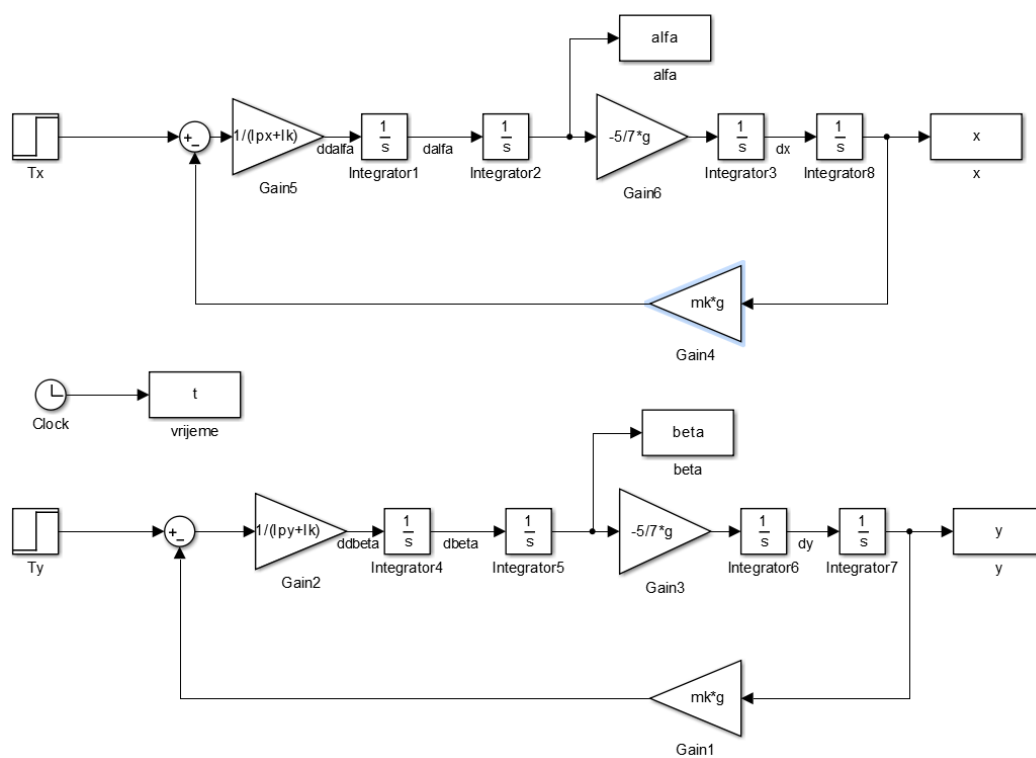 alfa
alfa
Tx
+
−
1/(Ipx+Ik)
Gain5
ddalfa
1
s
Integrator1
dalfa
1
s
Integrator2
-5/7*g
Gain6
1
s
Integrator3
dx
1
s
Integrator8
x
x
mk*g
Gain4
Clock
t
vrijeme
beta
beta
Ty
+
−
1/(Ipy+Ik)
Gain2
ddbeta
1
s
Integrator4
dbeta
1
s
Integrator5
-5/7*g
Gain3
1
s
Integrator6
dy
1
s
Integrator7
y
y
mk*g
Gain1